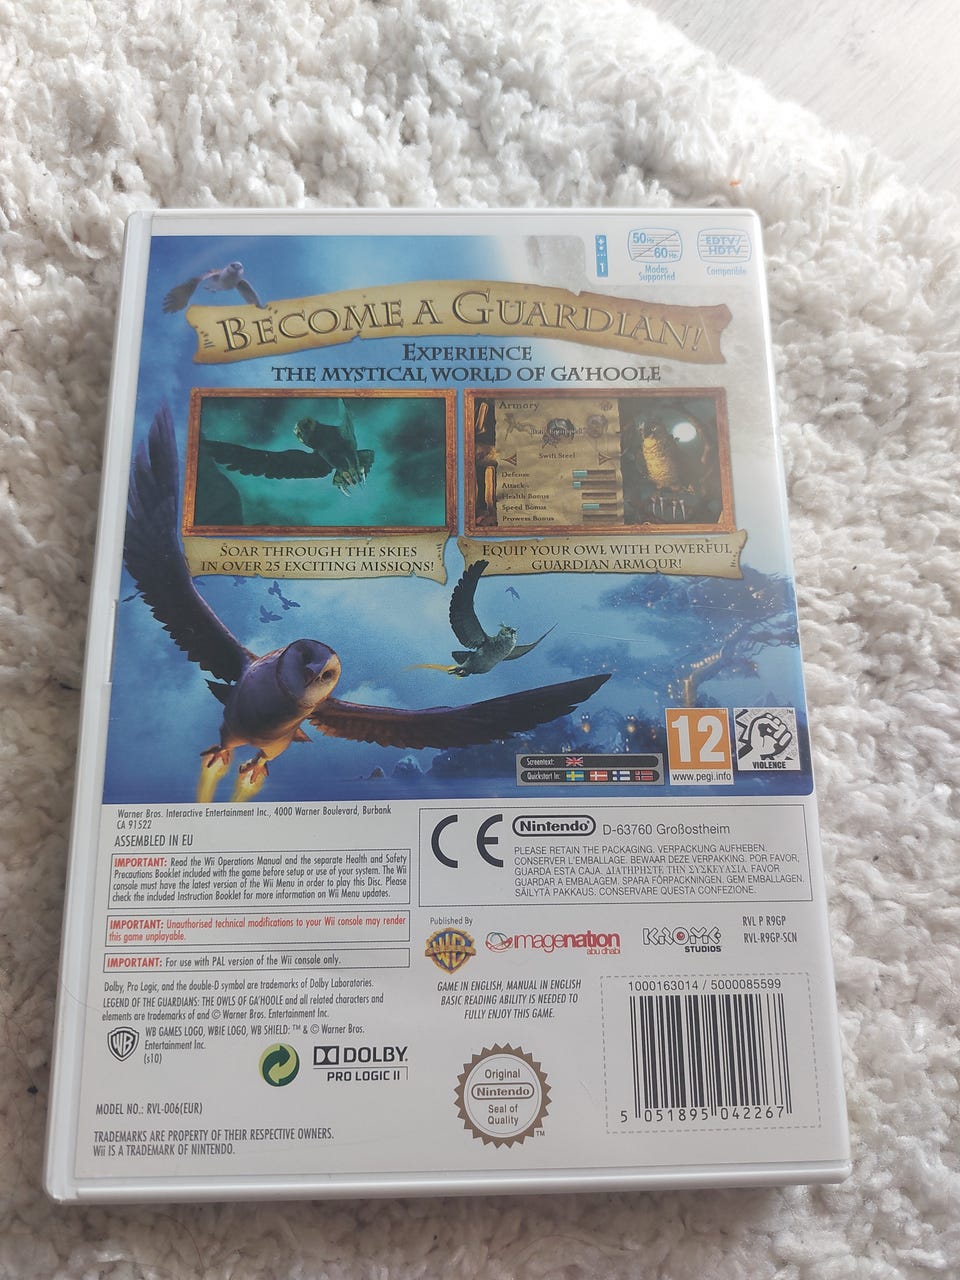 1
50Hz
60Hz
Modes
Supported
EDTV/
HDTV
Compatible
BECOME A GUARDIAN!
EXPERIENCE
THE MYSTICAL WORLD OF GA'HOOLE
Armory
Swift Steel
Defense
Attack
Health Bonus
Speed Bonus
Prowess Bonus
SOAR THROUGH THE SKIES
IN OVER 25 EXCITING MISSIONS!
EQUIP YOUR OWL WITH POWERFUL
GUARDIAN ARMOUR!
12
www.pegi.info
VIOLENCE
Screentext:
Quickstart In:
Warner Bros. Interactive Entertainment Inc., 4000 Warner Boulevard, Burbank
CA 91522
ASSEMBLED IN EU
IMPORTANT: Read the Wii Operations Manual and the separate Health and Safety
Precautions Booklet included with the game before setup or use of your system. The Wii
console must have the latest version of the Wii Menu in order to play this Disc. Please
check the included Instruction Booklet for more information on Wii Menu updates.
IMPORTANT: Unauthorised technical modifications to your Wii console may render
this game unplayable.
IMPORTANT: For use with PAL version of the Wii console only.
Dolby, Pro Logic, and the double-D symbol are trademarks of Dolby Laboratories.
LEGEND OF THE GUARDIANS: THE OWLS OF GA'HOOLE and all related characters and
elements are trademarks of and © Warner Bros. Entertainment Inc.
WB GAMES LOGO, WBIE LOGO, WB SHIELD: ™ & © Warner Bros.
Entertainment Inc.
(s10)
DOLBY
PRO LOGIC II
MODEL NO.: RVL-006(EUR)
TRADEMARKS ARE PROPERTY OF THEIR RESPECTIVE OWNERS.
Wii IS A TRADEMARK OF NINTENDO.
CE
Nintendo® D-63760 Großostheim
PLEASE RETAIN THE PACKAGING. VERPACKUNG AUFHEBEN.
CONSERVER L'EMBALLAGE. BEWAAR DEZE VERPAKKING. POR FAVOR,
GUARDA ESTA CAJA. ΔΙΑΤΗΡΗΣΤΕ ΤΗΝ ΣΥΣΚΕΥΑΣΙΑ. FAVOR
GUARDAR A EMBALAGEM. SPARA FÖRPACKNINGEN. GEM EMBALLAGEN.
SÄILYTÄ PAKKAUS. CONSERVARE QUESTA CONFEZIONE.
Published By
WB
imagenation
abu dhabi
KROME
STUDIOS
RVL P R9GP
RVL-R9GP-SCN
GAME IN ENGLISH, MANUAL IN ENGLISH
BASIC READING ABILITY IS NEEDED TO
FULLY ENJOY THIS GAME.
Original
Nintendo
Seal of
Quality
™
1000163014 / 5000085599
5 051895 042267